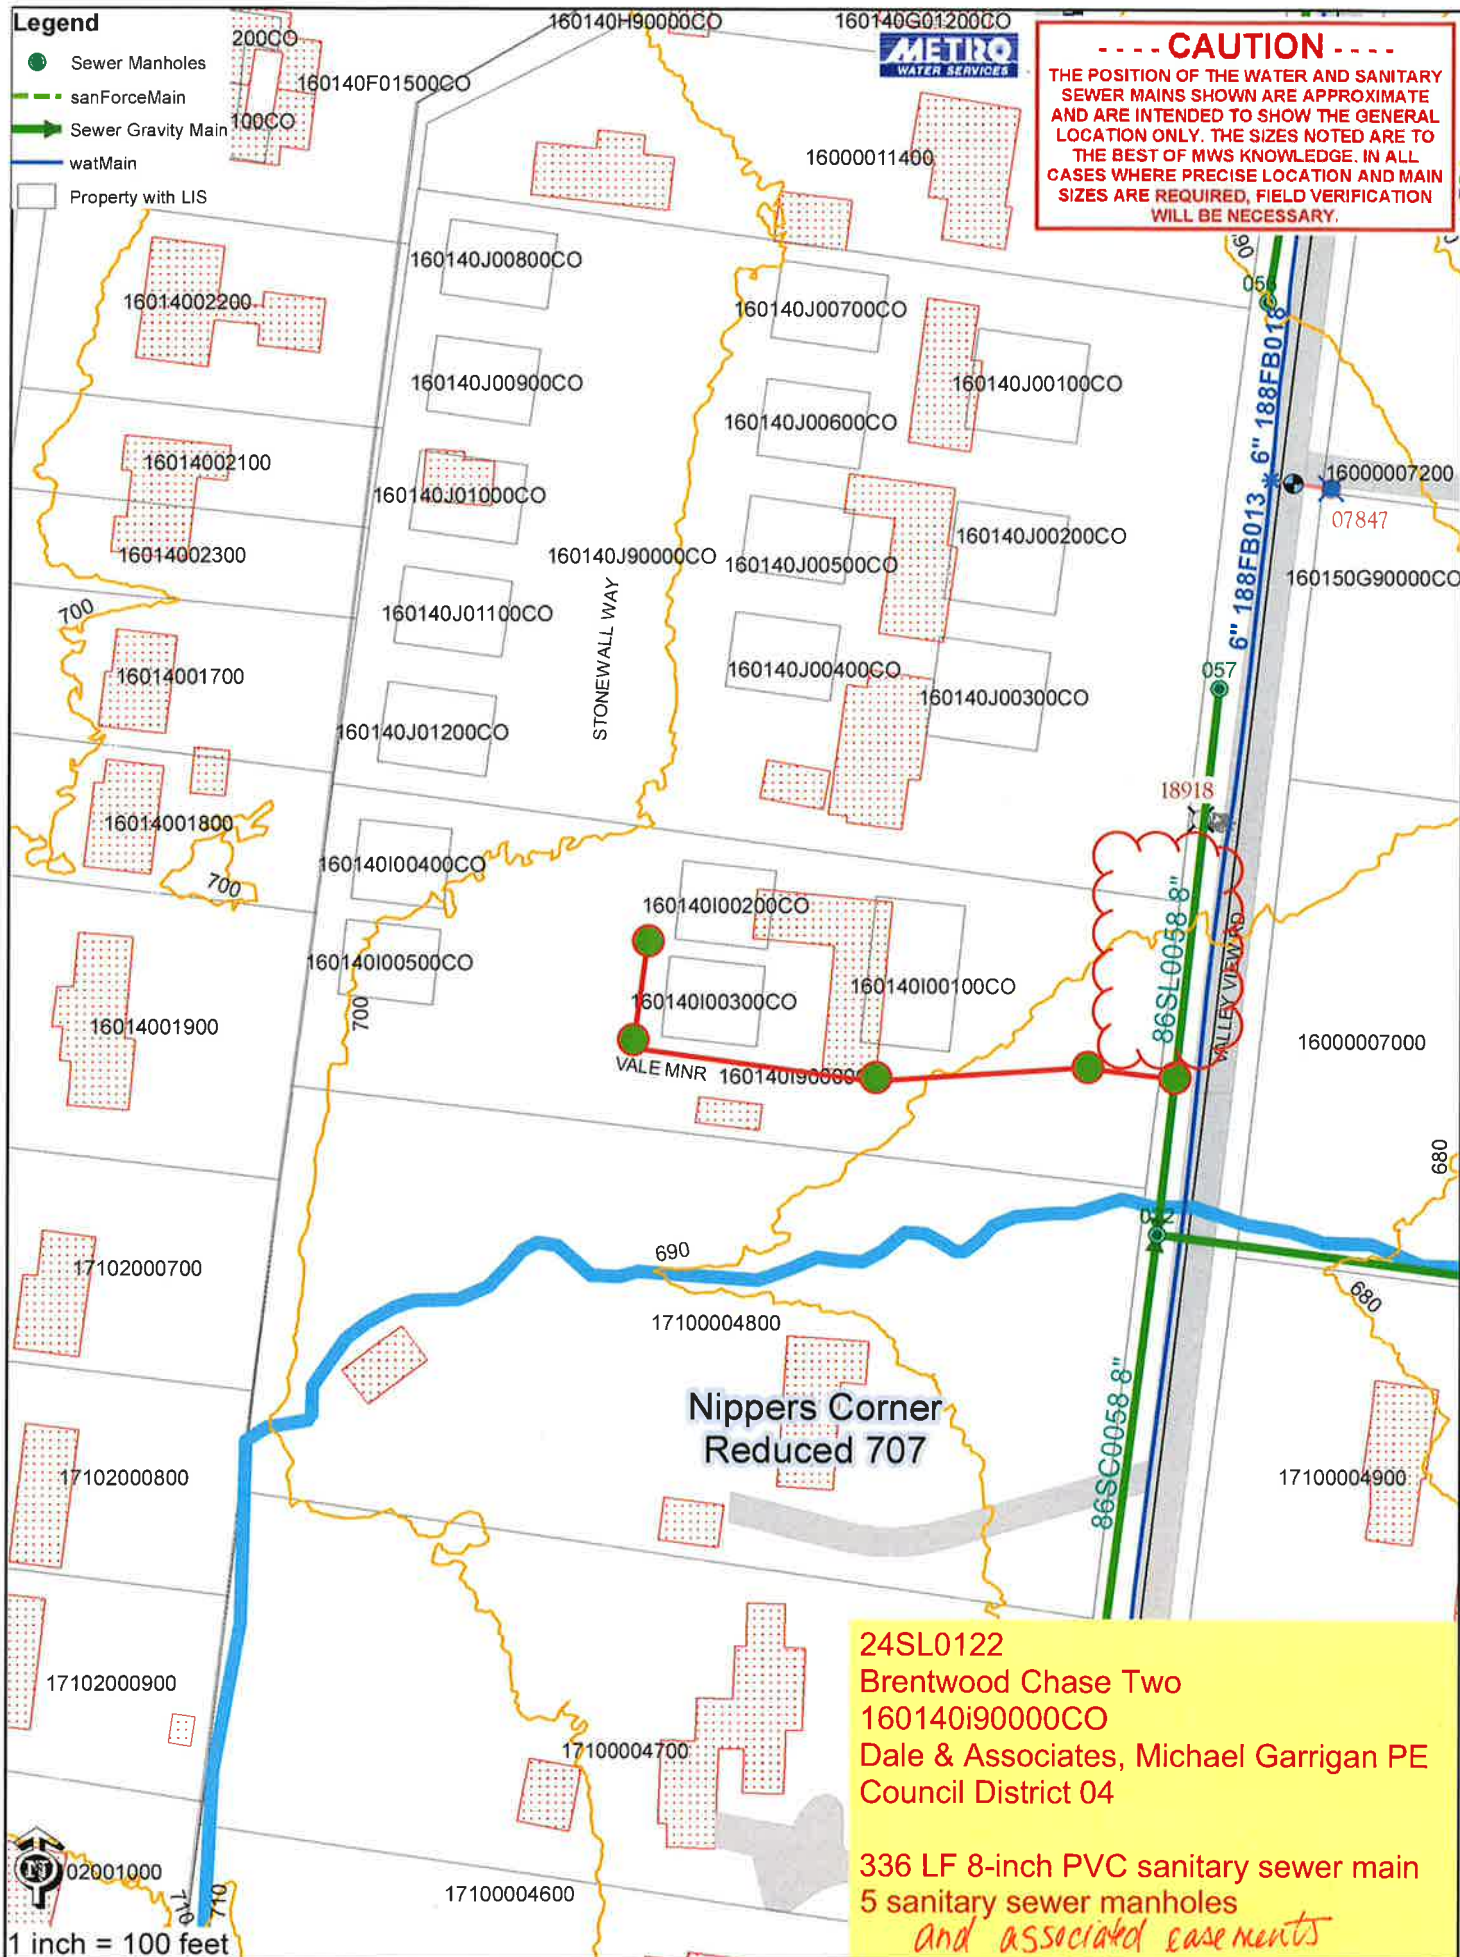 Legend
Sewer Manholes
sanForceMain
Sewer Gravity Main
watMain
Property with LIS
200CO
100CO
160140F01500CO
160140H90000CO
160140G01200CO
METRO
WATER SERVICES
- - - - CAUTION - - - -
THE POSITION OF THE WATER AND SANITARY
SEWER MAINS SHOWN ARE APPROXIMATE
AND ARE INTENDED TO SHOW THE GENERAL
LOCATION ONLY. THE SIZES NOTED ARE TO
THE BEST OF MWS KNOWLEDGE. IN ALL
CASES WHERE PRECISE LOCATION AND MAIN
SIZES ARE REQUIRED, FIELD VERIFICATION
WILL BE NECESSARY.
16000011400
160140J00800CO
160140J00700CO
16014002200
160140J00900CO
160140J00100CO
160140J00600CO
056
6" 188FB018
16014002100
160140J01000CO
16000007200
07847
6" 188FB013
16014002300
160140J90000CO
160140J00500CO
160140J00200CO
160150G90000CO
700
160140J01100CO
STONEWALL WAY
16014001700
160140J00400CO
160140J00300CO
057
160140J01200CO
18918
16014001800
160140I00400CO
700
160140I00200CO
86SL0058 8"
VALLEY VIEW RD
160140I00500CO
160140I00300CO
160140I00100CO
700
16014001900
16000007000
VALE MNR
160140I90000
680
17102000700
690
680
17100004800
Nippers Corner
Reduced 707
86SC0058 8"
17102000800
17100004900
17102000900
17100004700
02001000
17100004600
710
710
N
1 inch = 100 feet
24SL0122
Brentwood Chase Two
160140i90000CO
Dale & Associates, Michael Garrigan PE
Council District 04
336 LF 8-inch PVC sanitary sewer main
5 sanitary sewer manholes
and associated easements